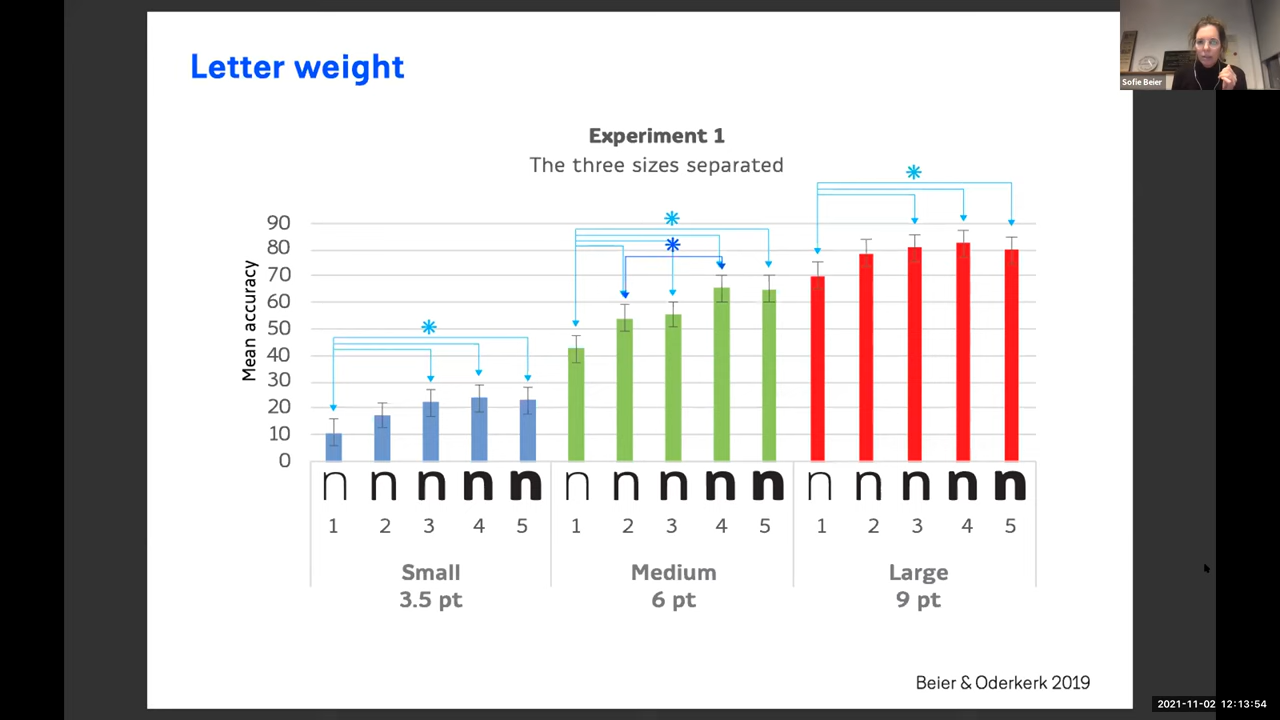 Letter weight
Sofie Beier
Experiment 1
The three sizes separated
Mean accuracy
90
80
70
60
50
40
30
20
10
0
n n n n n n n n n n n n n n n
1 2 3 4 5 1 2 3 4 5 1 2 3 4 5
Small Medium Large
3.5 pt 6 pt 9 pt
Beier & Oderkerk 2019
2021-11-02 12:13:54